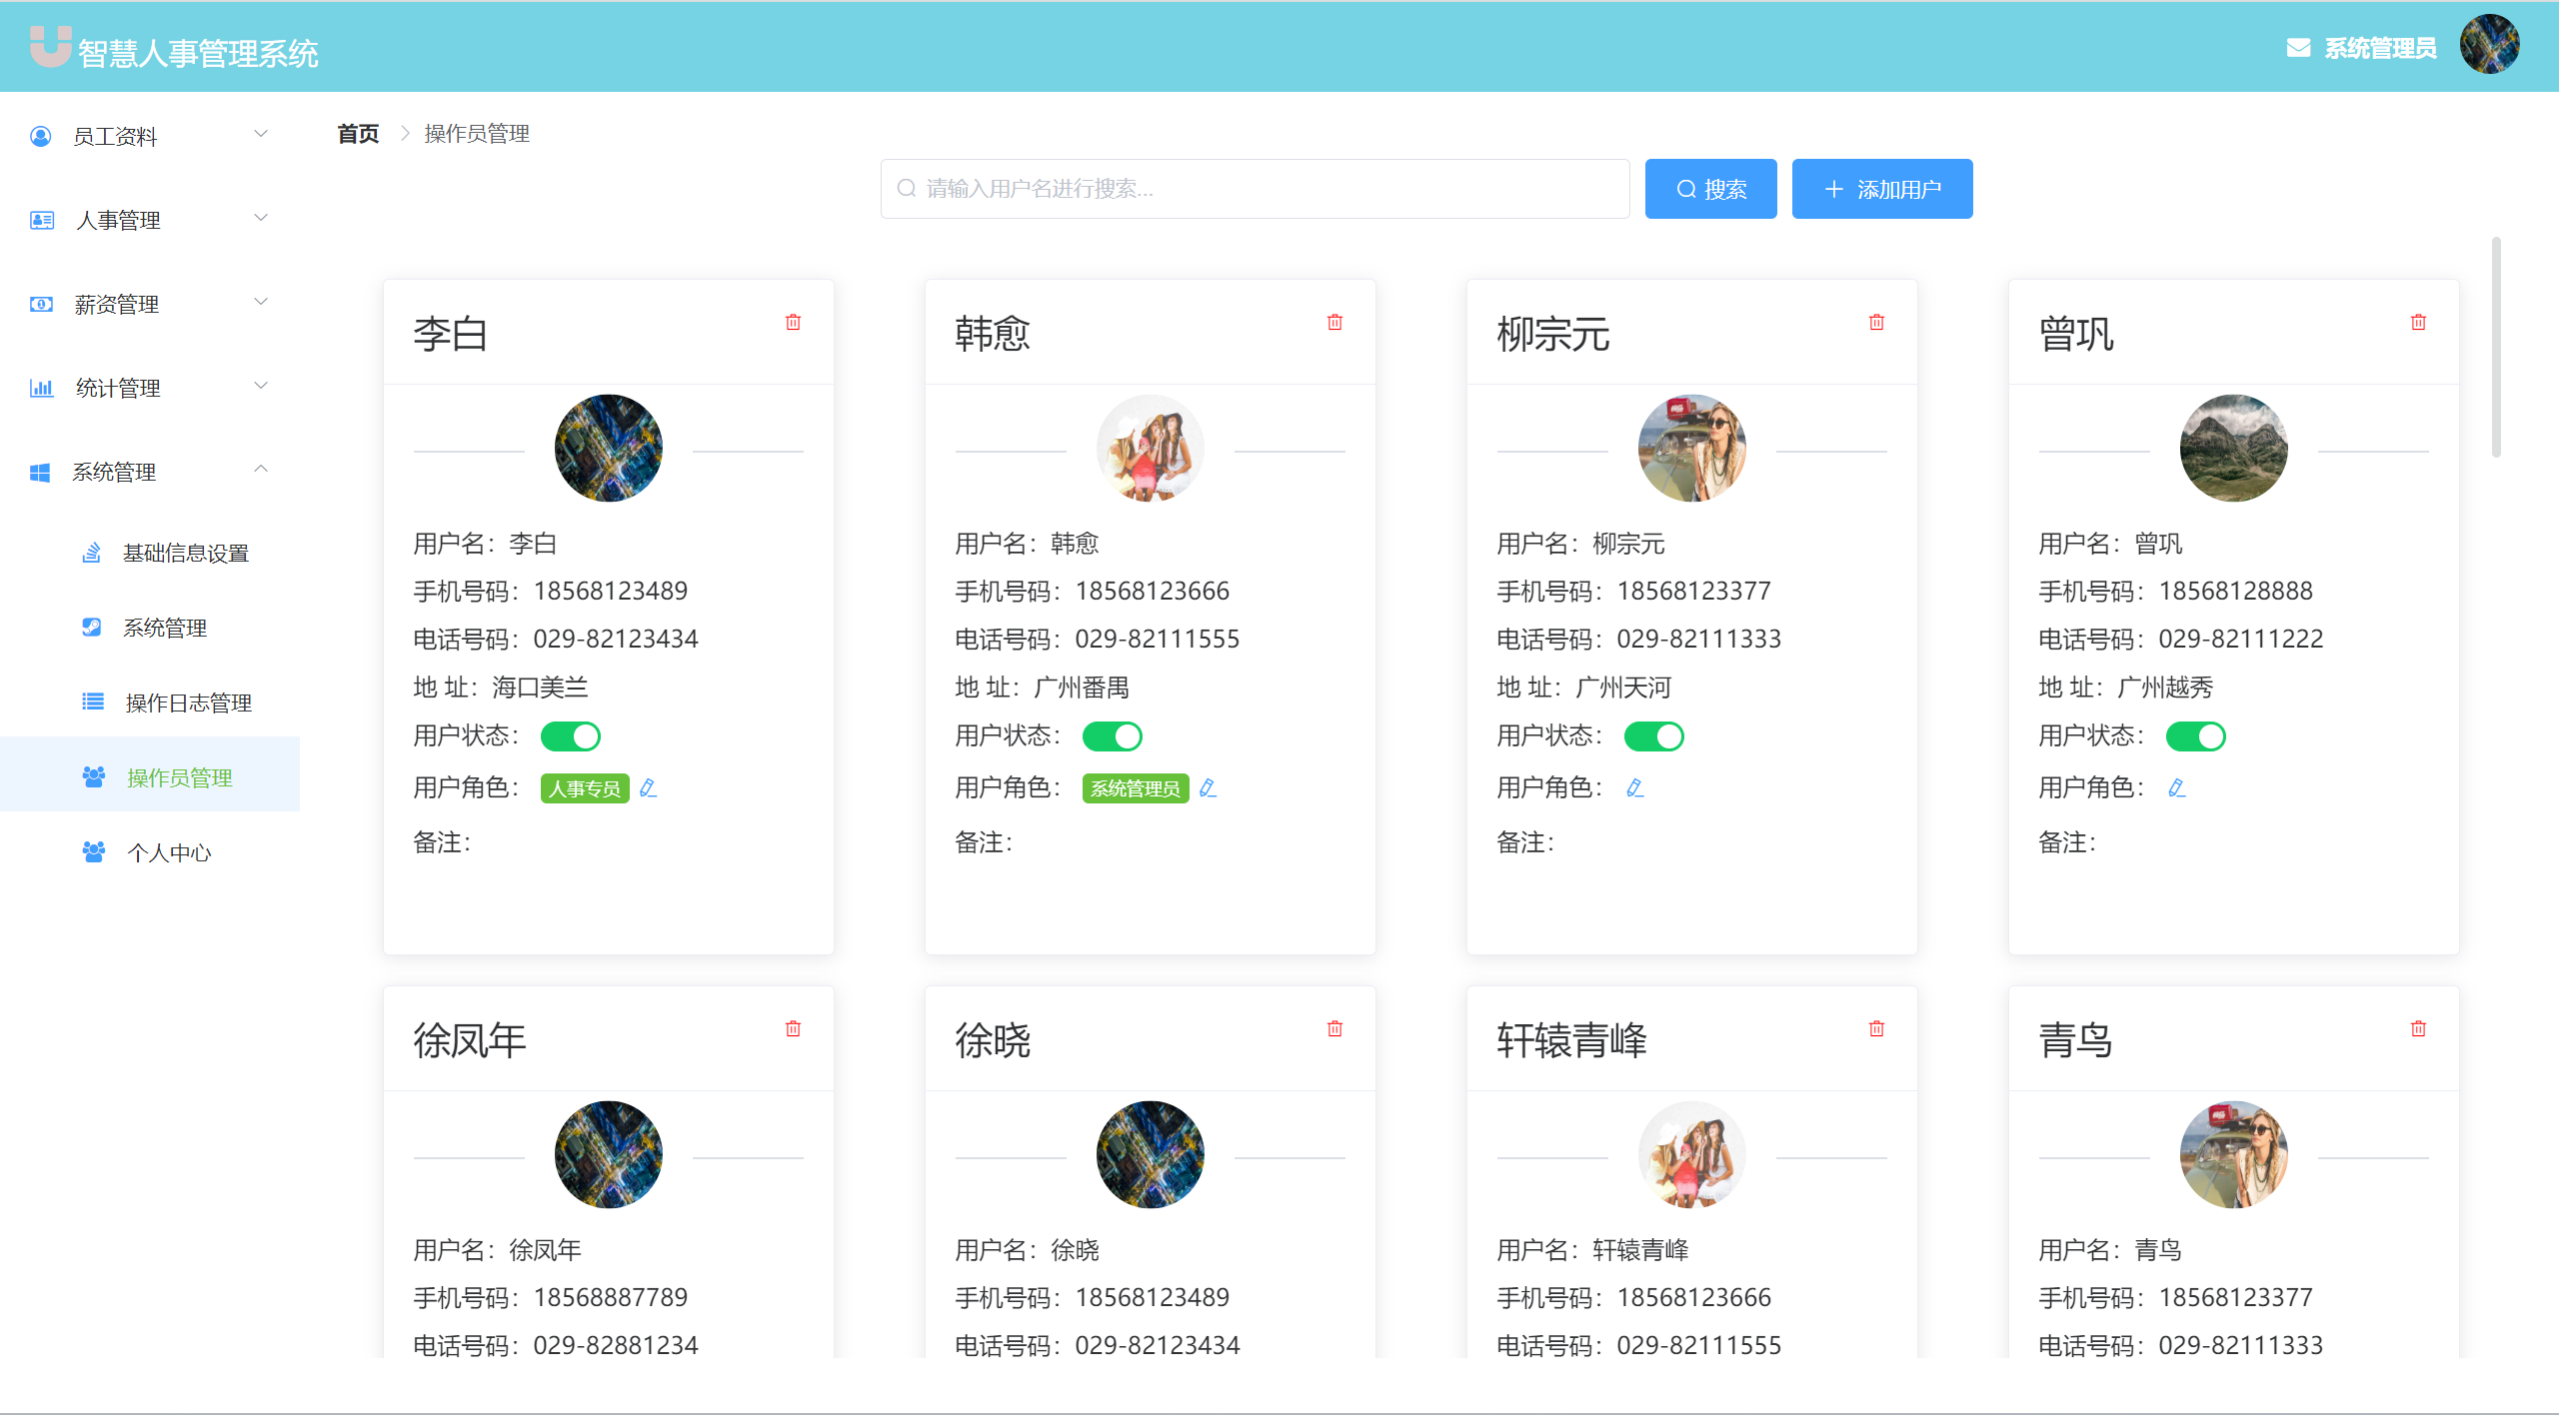 智慧人事管理系统
系统管理员
员工资料
人事管理
薪资管理
统计管理
系统管理
基础信息设置
系统管理
操作日志管理
操作员管理
个人中心
首页 操作员管理
请输入用户名进行搜索...
搜索
添加用户
李白
用户名：李白
手机号码：18568123489
电话号码：029-82123434
地 址：海口美兰
用户状态：
用户角色：人事专员
备注：
韩愈
用户名：韩愈
手机号码：18568123666
电话号码：029-82111555
地 址：广州番禺
用户状态：
用户角色：系统管理员
备注：
柳宗元
用户名：柳宗元
手机号码：18568123377
电话号码：029-82111333
地 址：广州天河
用户状态：
用户角色：
备注：
曾巩
用户名：曾巩
手机号码：18568128888
电话号码：029-82111222
地 址：广州越秀
用户状态：
用户角色：
备注：
徐凤年
用户名：徐凤年
手机号码：18568887789
电话号码：029-82881234
徐晓
用户名：徐晓
手机号码：18568123489
电话号码：029-82123434
轩辕青峰
用户名：轩辕青峰
手机号码：18568123666
电话号码：029-82111555
青鸟
用户名：青鸟
手机号码：18568123377
电话号码：029-82111333